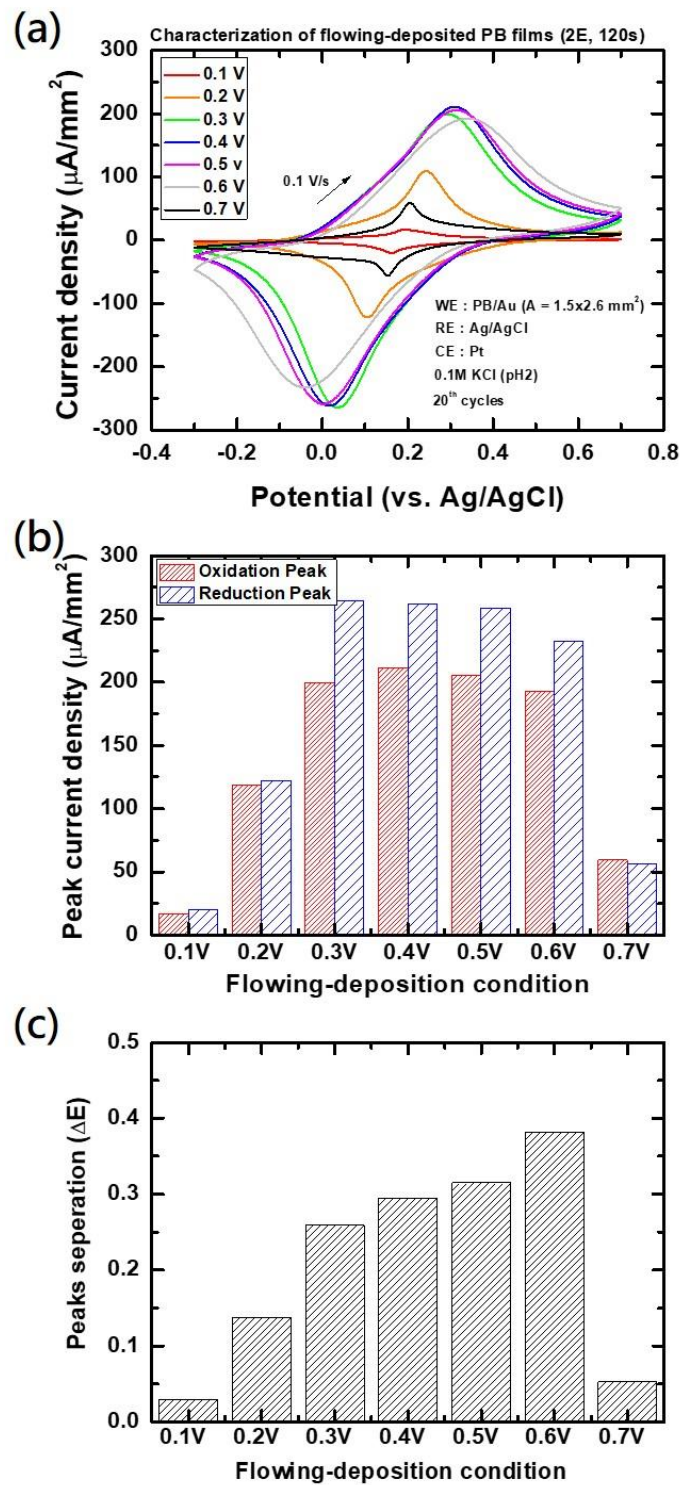 (a)
Characterization of flowing-deposited PB films (2E, 120s)
300
200
100
0
-100
-200
-300
Current density (μA/mm²)
0.1 V
0.2 V
0.3 V
0.4 V
0.5 v
0.6 V
0.7 V
0.1 V/s
WE : PB/Au (A = 1.5x2.6 mm²)
RE : Ag/AgCl
CE : Pt
0.1M KCl (pH2)
20th cycles
-0.4 -0.2 0.0 0.2 0.4 0.6 0.8
Potential (vs. Ag/AgCl)
(b)
300
250
200
150
100
50
0
Peak current density (μA/mm²)
Oxidation Peak
Reduction Peak
0.1V 0.2V 0.3V 0.4V 0.5V 0.6V 0.7V
Flowing-deposition condition
(c)
0.5
0.4
0.3
0.2
0.1
0.0
Peaks seperation (ΔE)
0.1V 0.2V 0.3V 0.4V 0.5V 0.6V 0.7V
Flowing-deposition condition